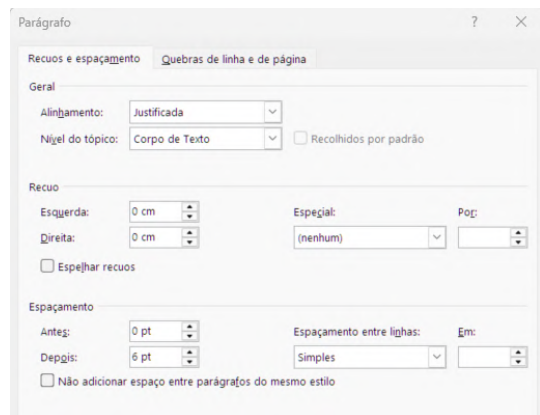 Parágrafo ? ×
Recuos e espaçamento Quebras de linha e de página
Geral
Alinhamento: Justificada
Nível do tópico: Corpo de Texto Recolhidos por padrão
Recuo
Esquerda: 0 cm Especial: Por:
Direita: 0 cm (nenhum)
Espelhar recuos
Espaçamento
Antes: 0 pt Espaçamento entre linhas: Em:
Depois: 6 pt Simples
Não adicionar espaço entre parágrafos do mesmo estilo